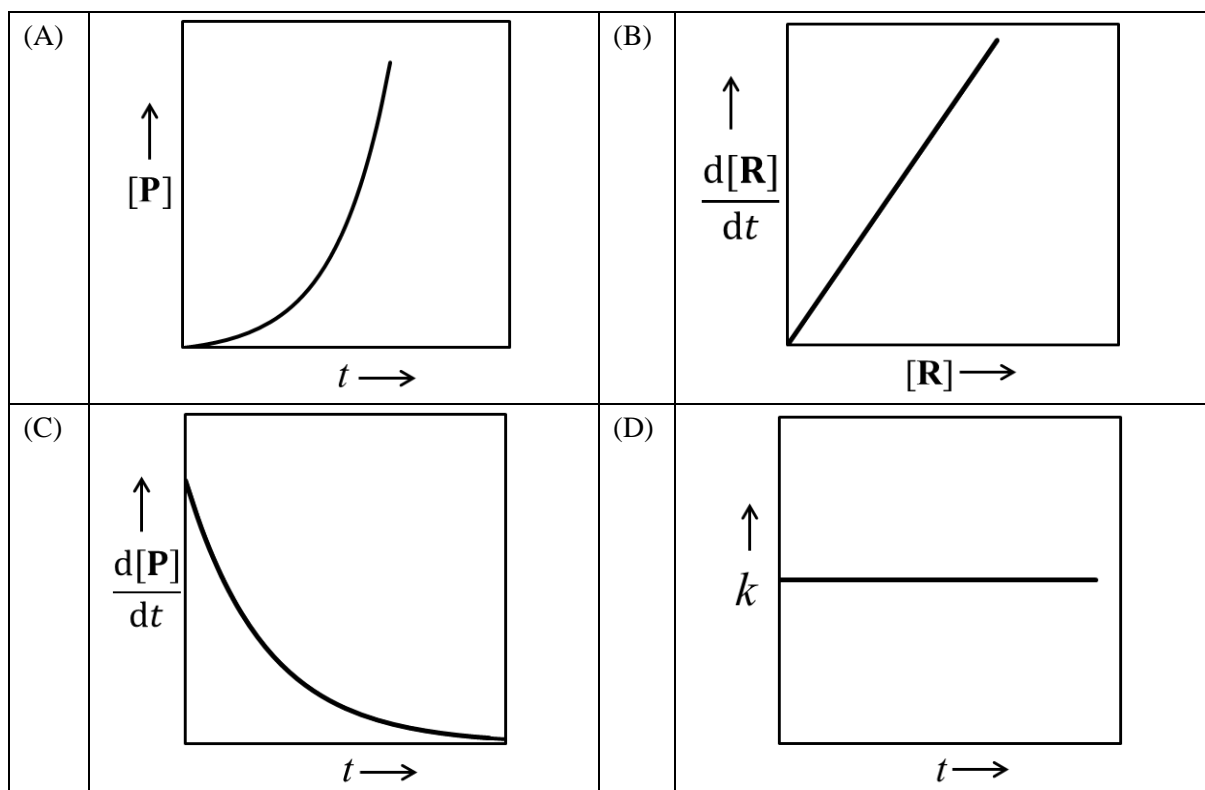 (A)
↑
[P]
t →
(B)
↑
d[R]
dt
[R] →
(C)
↑
d[P]
dt
t →
(D)
↑
k
t →